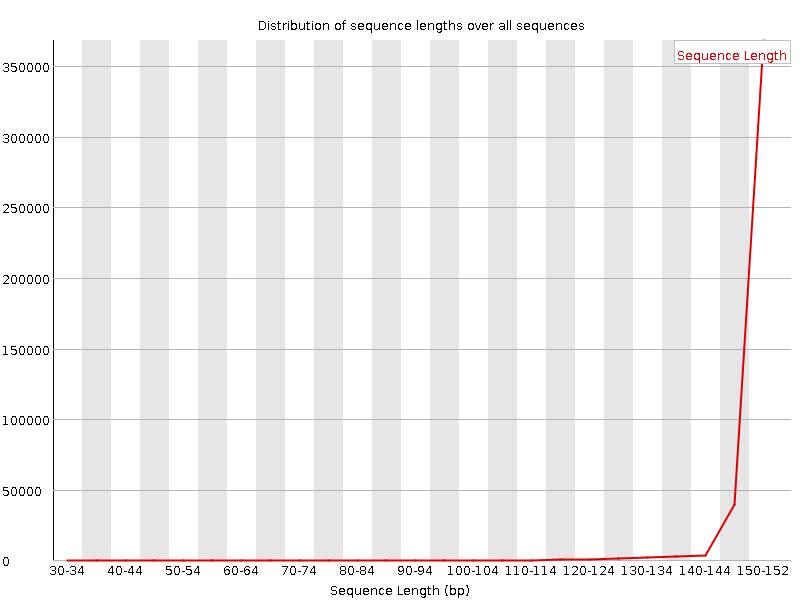 Distribution of sequence lengths over all sequences
Sequence Length
350000
300000
250000
200000
150000
100000
50000
0
30-34 40-44 50-54 60-64 70-74 80-84 90-94 100-104 110-114 120-124 130-134 140-144 150-152
Sequence Length (bp)